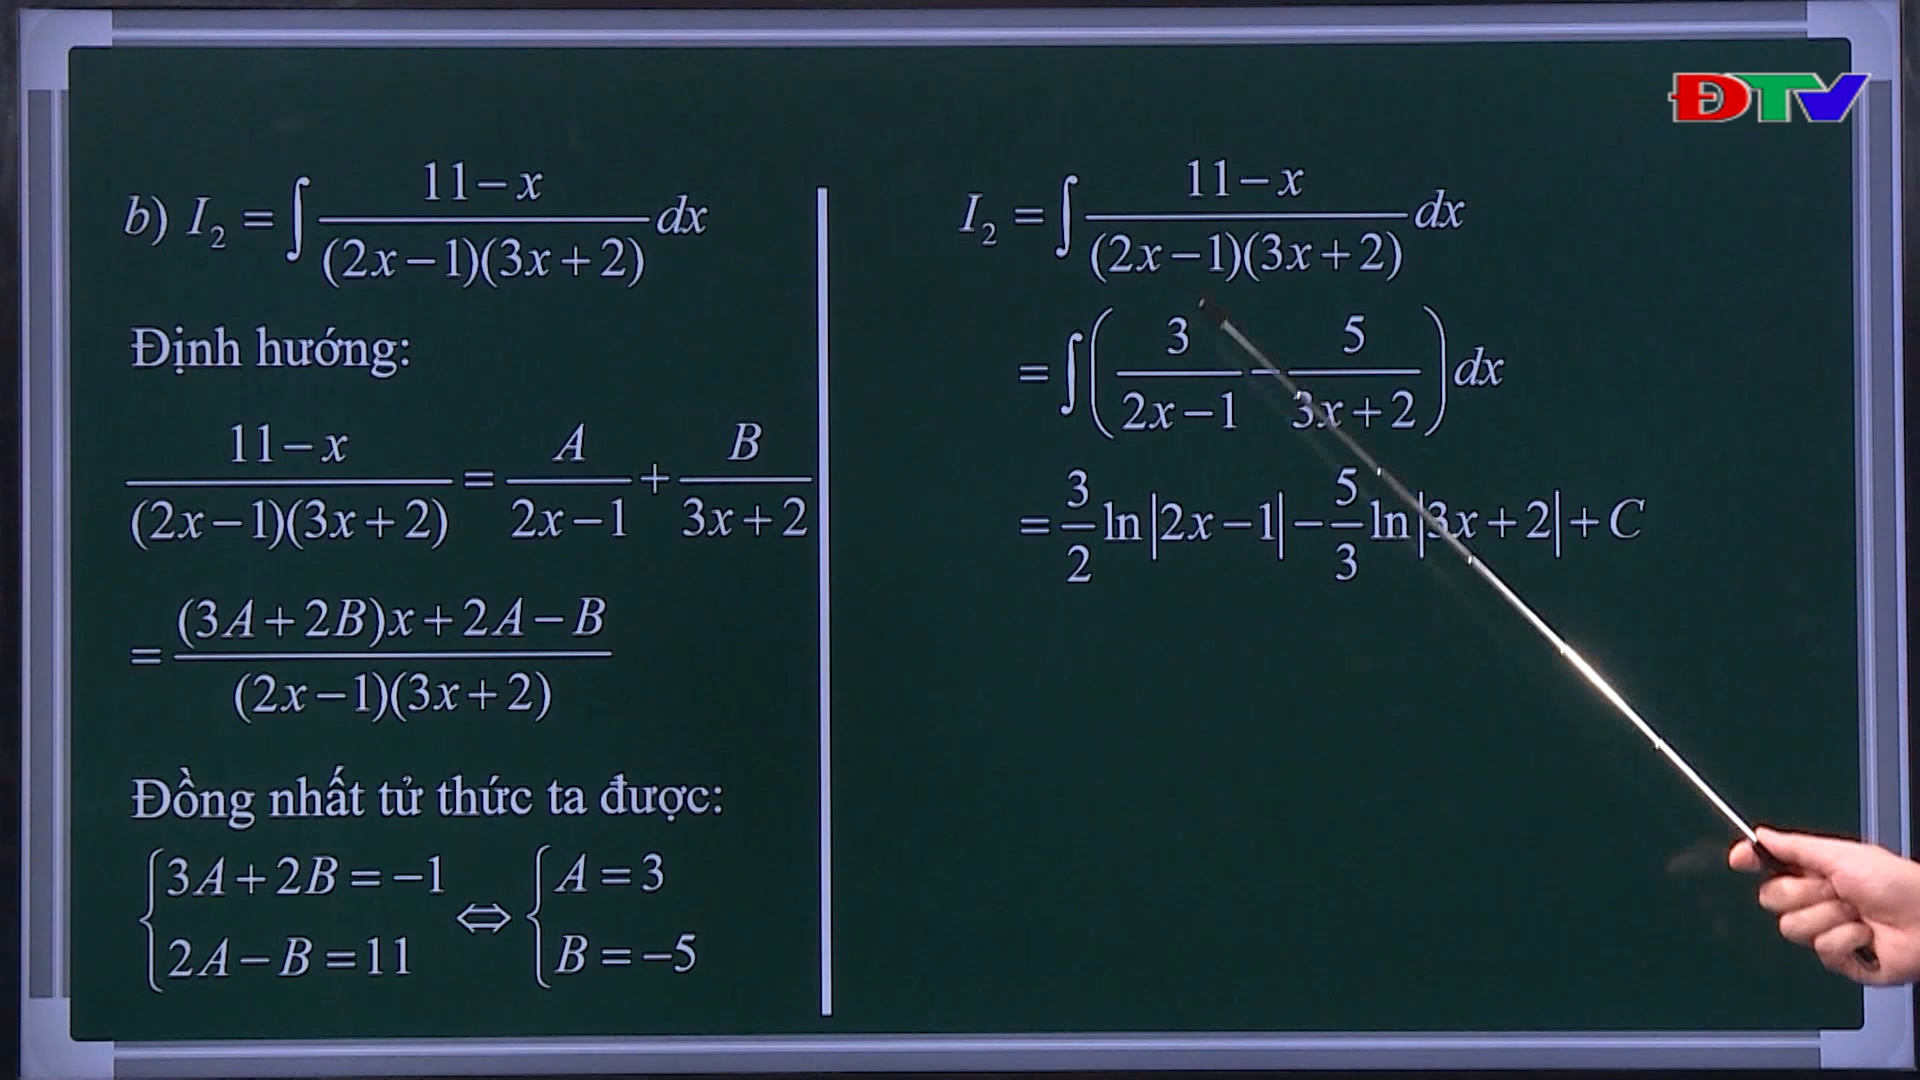 ĐTV
b) I₂ = ∫ (11 − x)/((2x − 1)(3x + 2)) dx
Định hướng:
(11 − x)/((2x − 1)(3x + 2)) = A/(2x − 1) + B/(3x + 2)
= ((3A + 2B)x + 2A − B)/((2x − 1)(3x + 2))
Đồng nhất tử thức ta được:
{3A + 2B = −1 ⇔ {A = 3
{2A − B = 11 {B = −5
I₂ = ∫ (11 − x)/((2x − 1)(3x + 2)) dx
= ∫ (3/(2x − 1) − 5/(3x + 2)) dx
= 3/2 ln|2x − 1| − 5/3 ln|3x + 2| + C